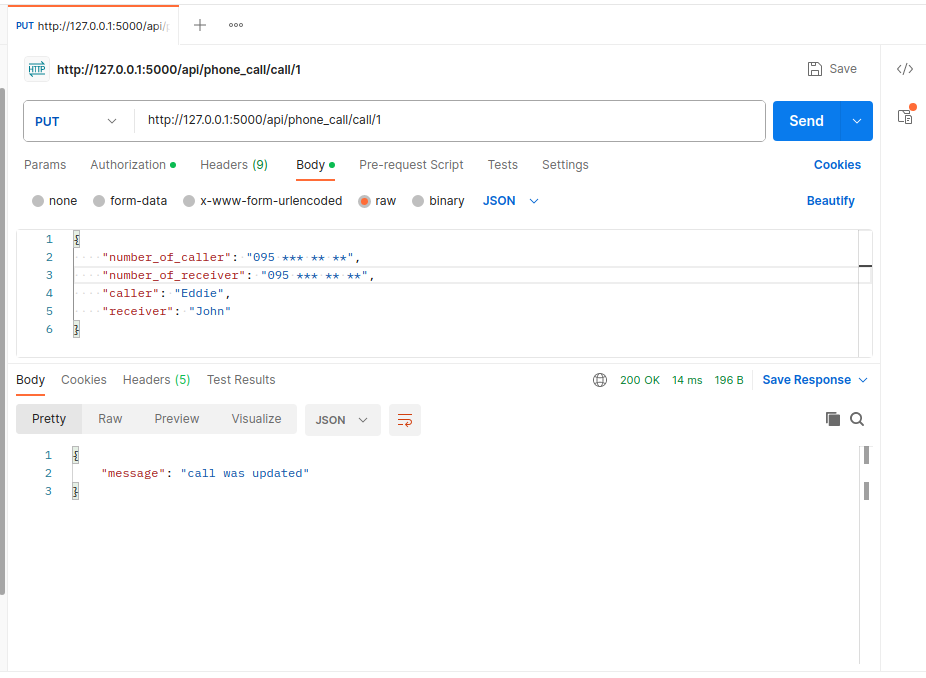 PUT http://127.0.0.1:5000/api/
HTTP http://127.0.0.1:5000/api/phone_call/call/1 Save
PUT http://127.0.0.1:5000/api/phone_call/call/1 Send
Params Authorization Headers (9) Body Pre-request Script Tests Settings Cookies
none form-data x-www-form-urlencoded raw binary JSON Beautify
1 {
2 "number_of_caller": "095 *** ** **",
3 "number_of_receiver": "095 *** ** **",
4 "caller": "Eddie",
5 "receiver": "John"
6 }
Body Cookies Headers (5) Test Results 200 OK 14 ms 196 B Save Response
Pretty Raw Preview Visualize JSON
1 {
2 "message": "call was updated"
3 }